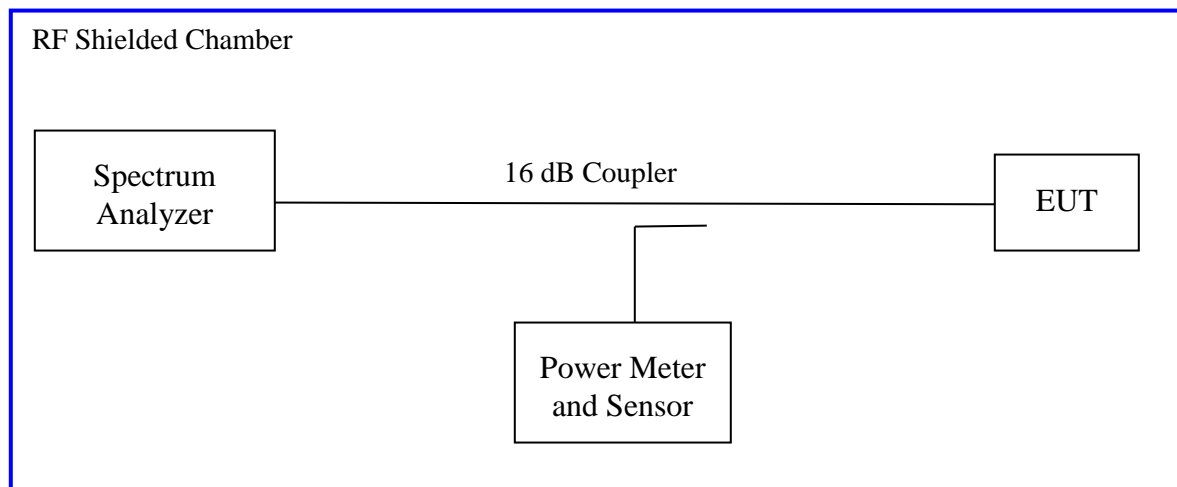 RF Shielded Chamber
Spectrum
Analyzer
16 dB Coupler
EUT
Power Meter
and Sensor